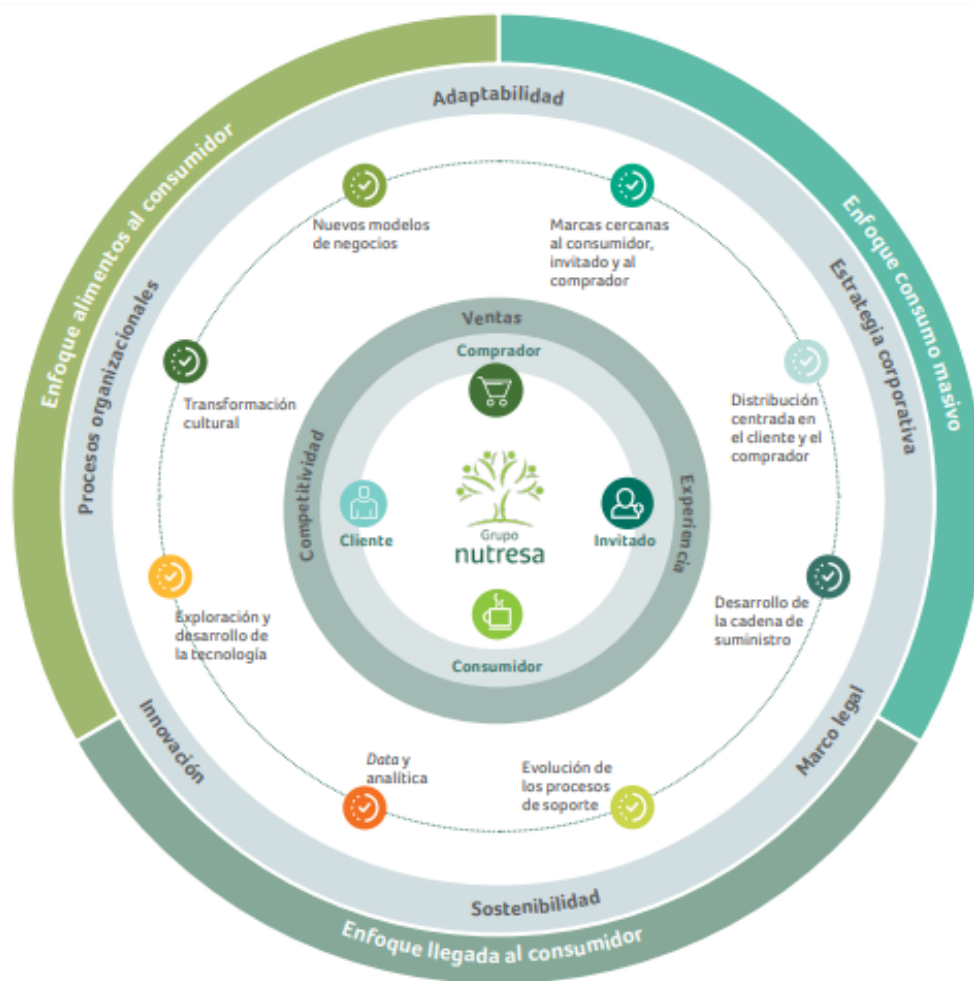 Enfoque alimentos al consumidor
Enfoque consumo masivo
Enfoque llegada al consumidor
Adaptabilidad
Estrategia corporativa
Marco legal
Sostenibilidad
Innovación
Procesos organizacionales
Nuevos modelos
de negocios
Marcas cercanas
al consumidor,
invitado y al
comprador
Distribución
centrada en
el cliente y el
comprador
Desarrollo de
la cadena de
suministro
Evolución de
los procesos
de soporte
Data y
analítica
Exploración y
desarrollo de
la tecnología
Transformación
cultural
Ventas
Experiencia
Competitividad
Comprador
Invitado
Consumidor
Cliente
Grupo
nutresa